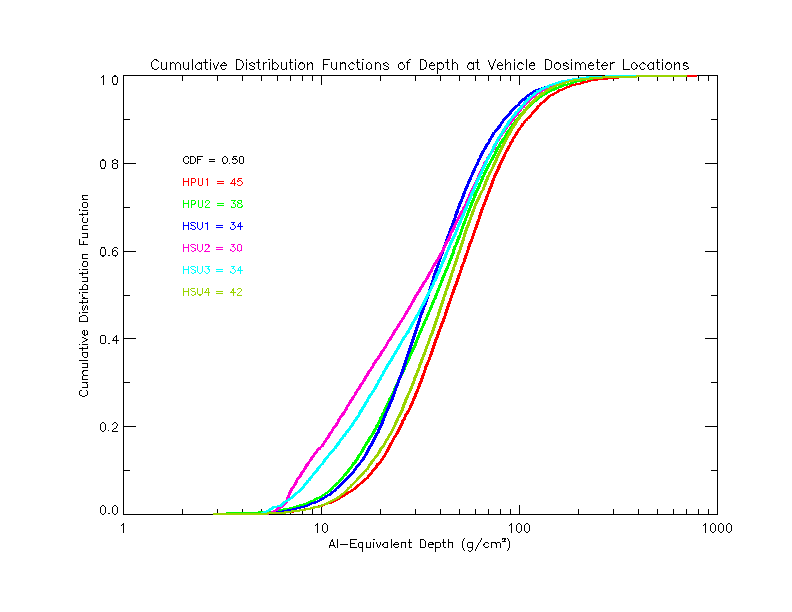 Cumulative Distribution Functions of Depth at Vehicle Dosimeter Locations
1.0
0.8
0.6
0.4
0.2
0.0
Cumulative Distribution Function
CDF = 0.50
HPU1 = 45
HPU2 = 38
HSU1 = 34
HSU2 = 30
HSU3 = 34
HSU4 = 42
1 10 100 1000
Al-Equivalent Depth (g/cm²)